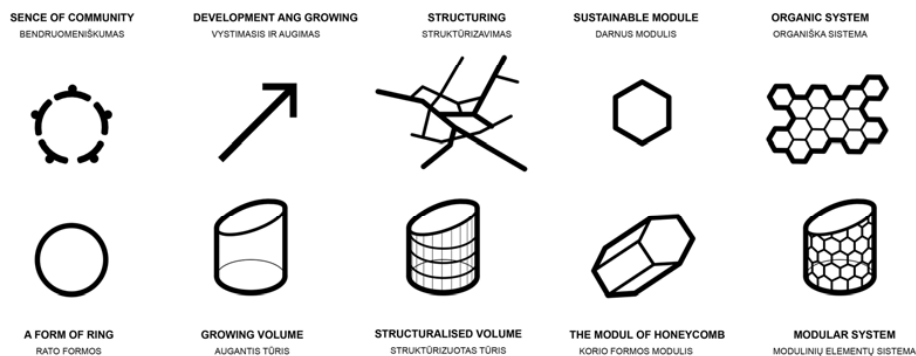 SENCE OF COMMUNITY
BENDRUOMENIŠKUMAS
DEVELOPMENT ANG GROWING
VYSTIMASIS IR AUGIMAS
STRUCTURING
STRUKTŪRIZAVIMAS
SUSTAINABLE MODULE
DARNUS MODULIS
ORGANIC SYSTEM
ORGANIŠKA SISTEMA
A FORM OF RING
RATO FORMOS
GROWING VOLUME
AUGANTIS TŪRIS
STRUCTURALISED VOLUME
STRUKTŪRIZUOTAS TŪRIS
THE MODUL OF HONEYCOMB
KORIO FORMOS MODULIS
MODULAR SYSTEM
MODULINIŲ ELEMENTŲ SISTEMA